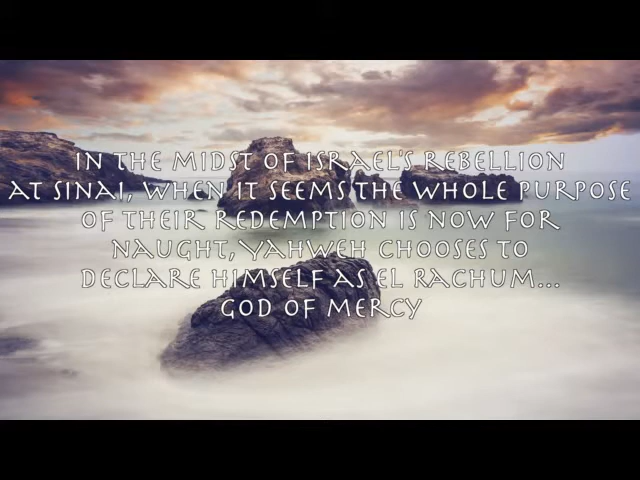 IN THE MIDST OF ISRAEL'S REBELLION
AT SINAI, WHEN IT SEEMS THE WHOLE PURPOSE
OF THEIR REDEMPTION IS NOW FOR
NAUGHT, YAHWEH CHOOSES TO
DECLARE HIMSELF AS EL RACHUM...
GOD OF MERCY